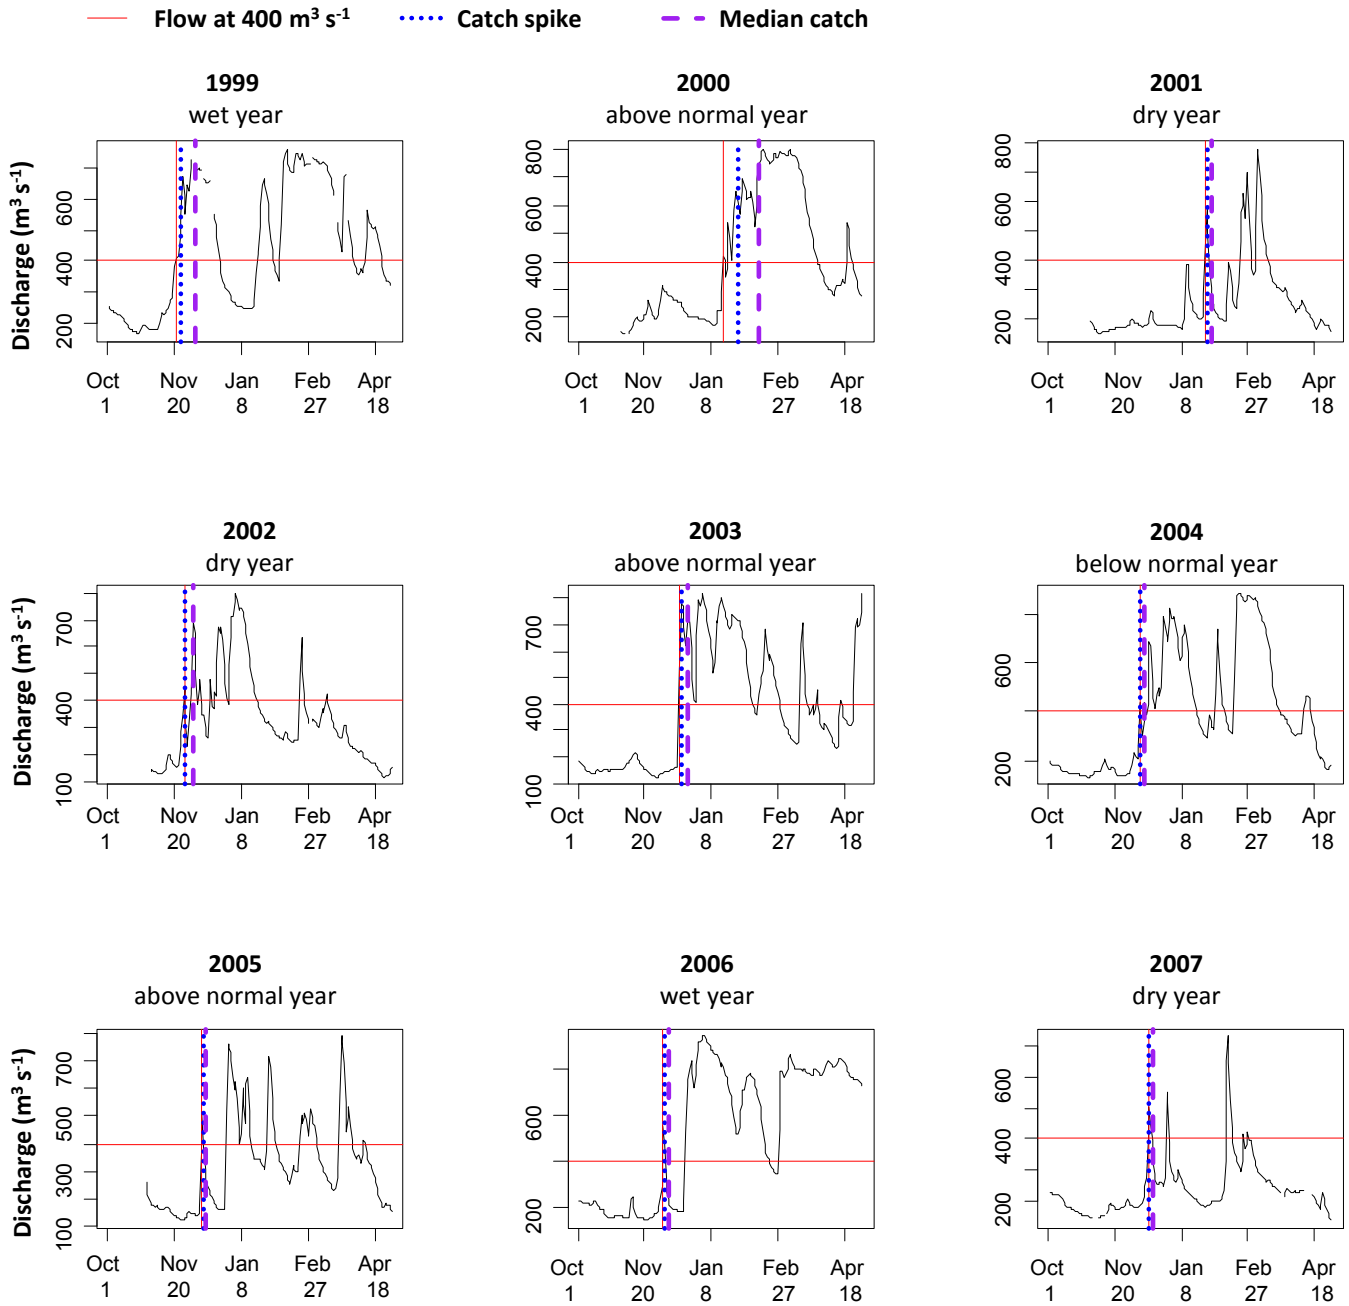 Flow at 400 m³ s⁻¹ Catch spike Median catch
1999 2000 2001
wet year above normal year dry year
Discharge (m³ s⁻¹)
200 400 600
200 300 400 500 600 700 800
200 400 600 800
Oct 1 Nov 20 Jan 8 Feb 27 Apr 18
Oct 1 Nov 20 Jan 8 Feb 27 Apr 18
Oct 1 Nov 20 Jan 8 Feb 27 Apr 18
2002 2003 2004
dry year above normal year below normal year
Discharge (m³ s⁻¹)
100 400 700
100 400 700
200 600
Oct 1 Nov 20 Jan 8 Feb 27 Apr 18
Oct 1 Nov 20 Jan 8 Feb 27 Apr 18
Oct 1 Nov 20 Jan 8 Feb 27 Apr 18
2005 2006 2007
above normal year wet year dry year
Discharge (m³ s⁻¹)
100 300 500 700
200 600
200 400 600
Oct 1 Nov 20 Jan 8 Feb 27 Apr 18
Oct 1 Nov 20 Jan 8 Feb 27 Apr 18
Oct 1 Nov 20 Jan 8 Feb 27 Apr 18